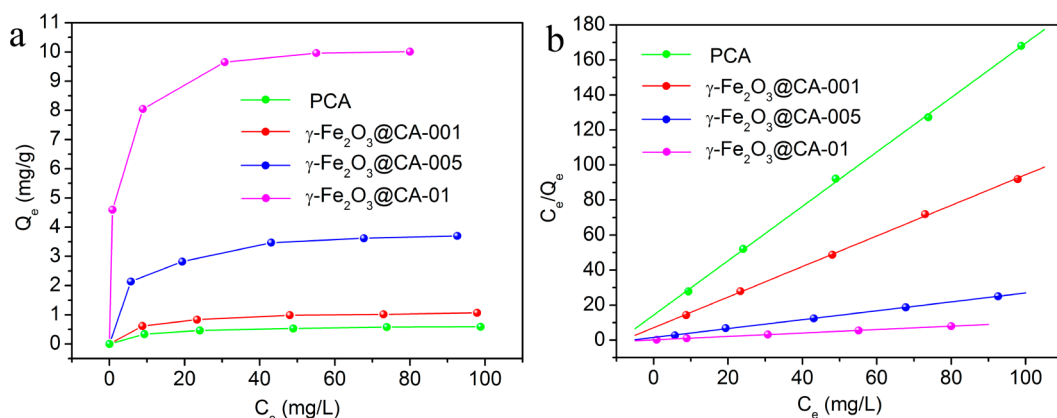 a
11
10
9
8
7
6
5
4
3
2
1
0
Qe (mg/g)
PCA
γ-Fe2O3@CA-001
γ-Fe2O3@CA-005
γ-Fe2O3@CA-01
0 20 40 60 80 100
Ce (mg/L)
b
180
160
140
120
100
80
60
40
20
0
Ce/Qe
PCA
γ-Fe2O3@CA-001
γ-Fe2O3@CA-005
γ-Fe2O3@CA-01
0 20 40 60 80 100
Ce (mg/L)